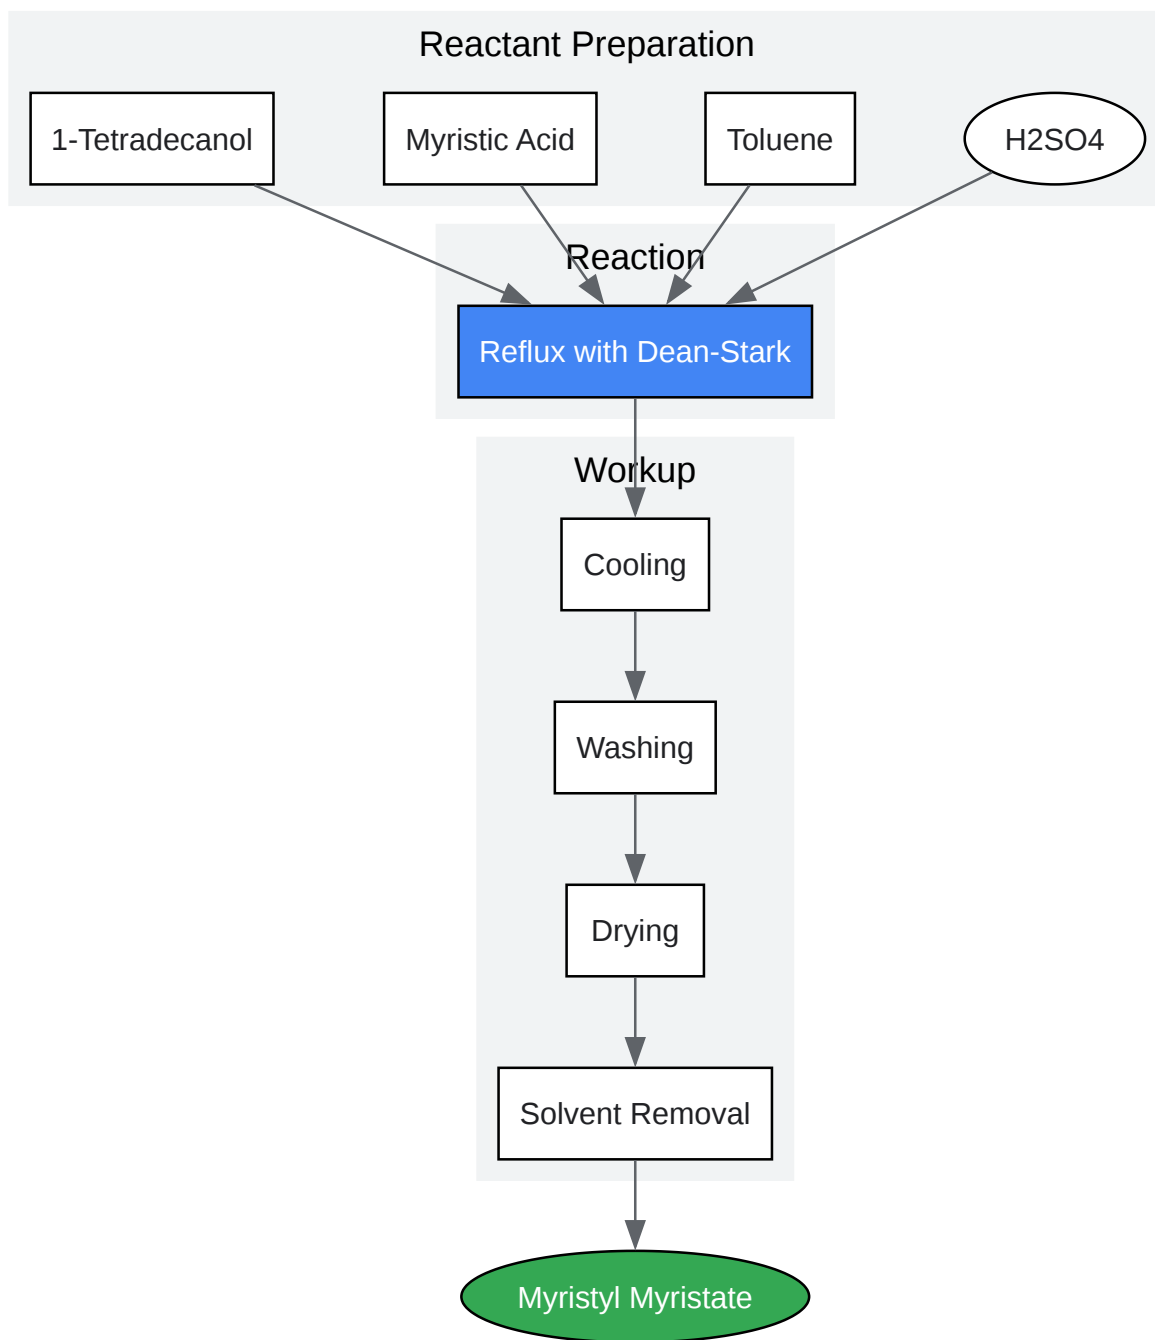 Reactant Preparation
1-Tetradecanol
Myristic Acid
Toluene
H2SO4
Reaction
Reflux with Dean-Stark
Workup
Cooling
Washing
Drying
Solvent Removal
Myristyl Myristate